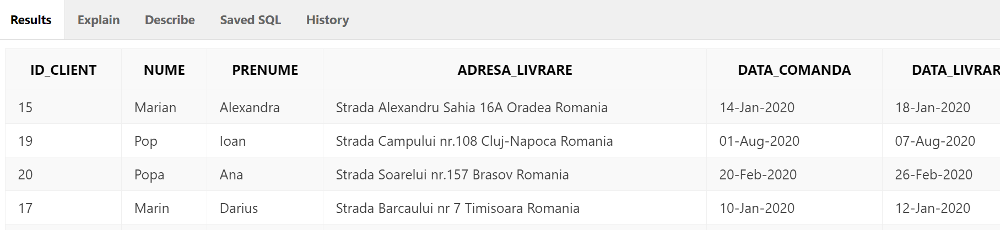 Results Explain Describe Saved SQL History
ID_CLIENT NUME PRENUME ADRESA_LIVRARE DATA_COMANDA DATA_LIVRAR
15 Marian Alexandra Strada Alexandru Sahia 16A Oradea Romania 14-Jan-2020 18-Jan-2020
19 Pop Ioan Strada Campului nr.108 Cluj-Napoca Romania 01-Aug-2020 07-Aug-2020
20 Popa Ana Strada Soarelui nr.157 Brasov Romania 20-Feb-2020 26-Feb-2020
17 Marin Darius Strada Barcaului nr 7 Timisoara Romania 10-Jan-2020 12-Jan-2020